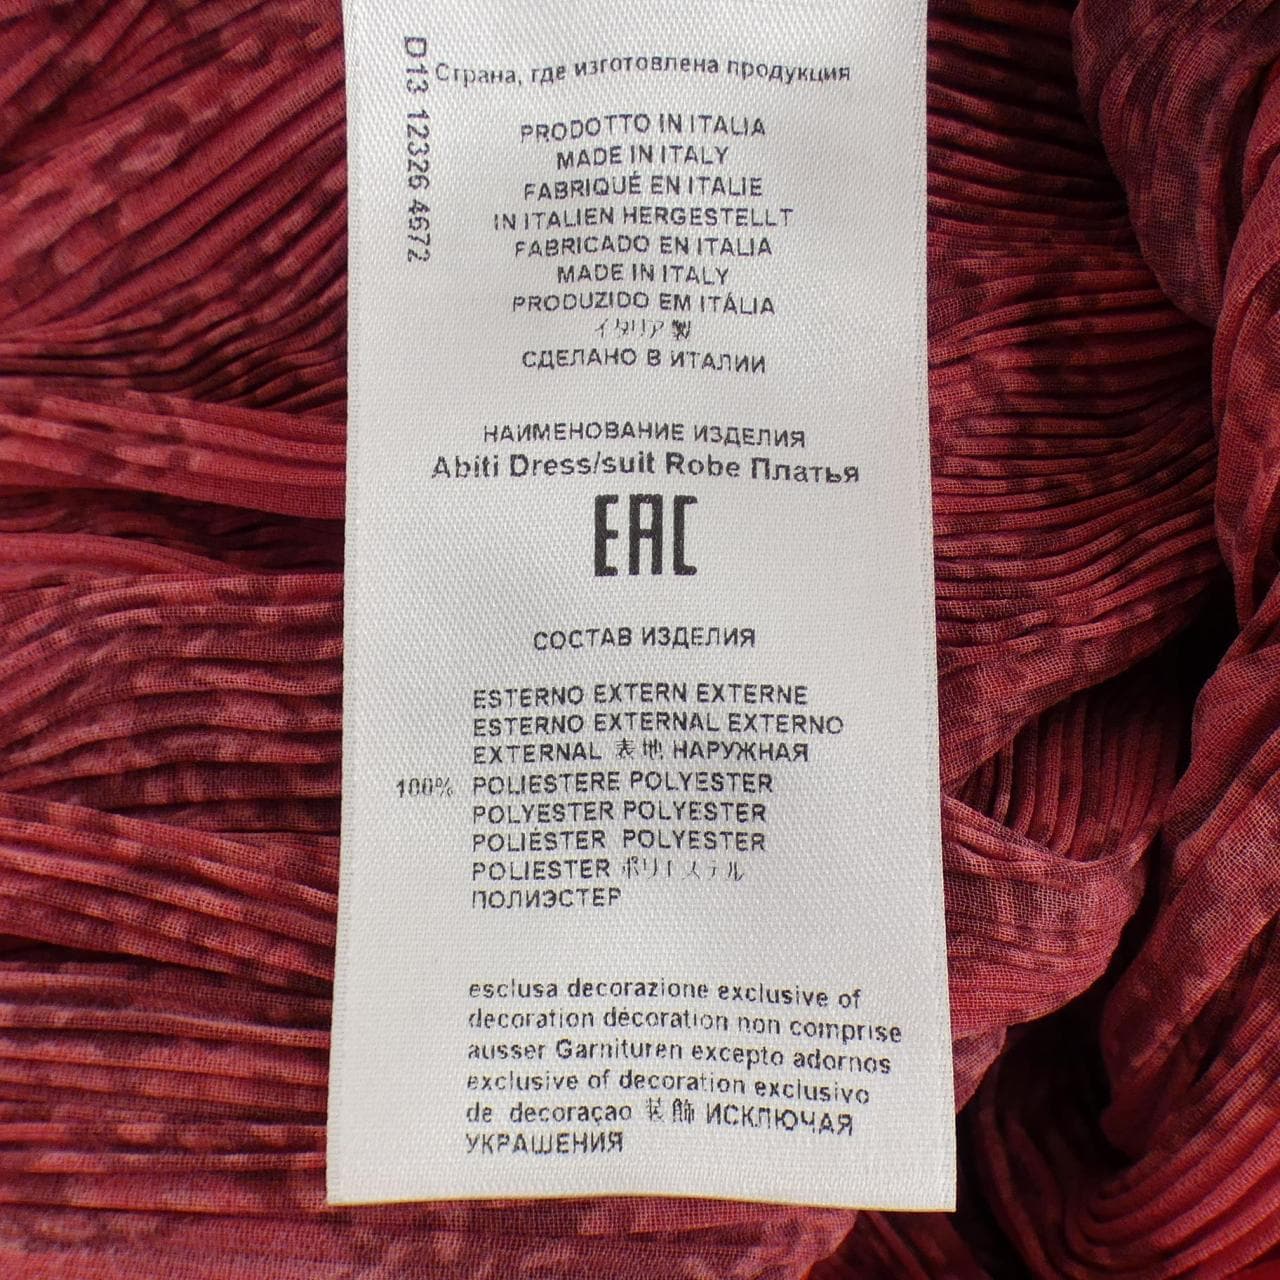 D13 12326 4672
Страна, где изготовлена продукция
PRODOTTO IN ITALIA
MADE IN ITALY
FABRIQUÉ EN ITALIE
IN ITALIEN HERGESTELLT
FABRICADO EN ITALIA
MADE IN ITALY
PRODUZIDO EM ITÁLIA
イタリア製
СДЕЛАНО В ИТАЛИИ
НАИМЕНОВАНИЕ ИЗДЕЛИЯ
Abiti Dress/suit Robe Платья
EAC
СОСТАВ ИЗДЕЛИЯ
ESTERNO EXTERN EXTERNE
ESTERNO EXTERNAL EXTERNO
EXTERNAL 表地 НАРУЖНАЯ
100% POLIESTERE POLYESTER
POLYESTER POLYESTER
POLIÉSTER POLYESTER
POLIESTER ポリエステル
ПОЛИЭСТЕР
esclusa decorazione exclusive of
decoration décoration non comprise
ausser Garnituren excepto adornos
exclusive of decoration exclusivo
de decoraçao 装飾 ИСКЛЮЧАЯ
УКРАШЕНИЯ